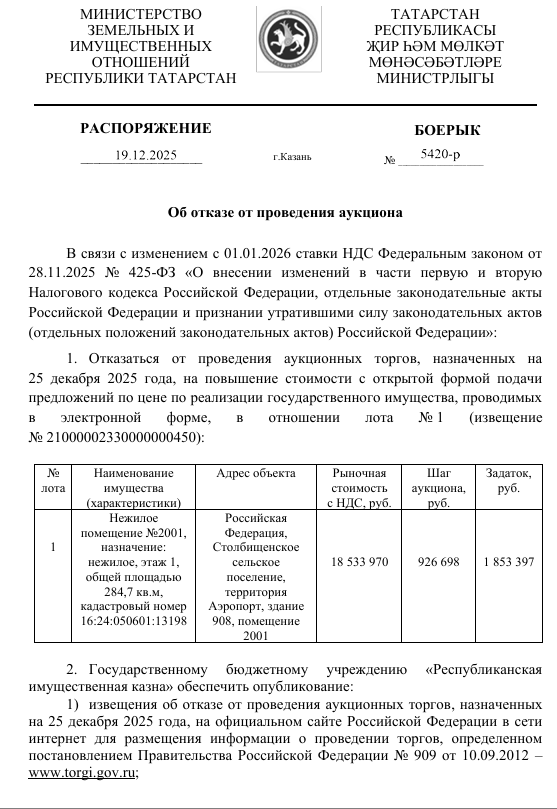 МИНИСТЕРСТВО
ЗЕМЕЛЬНЫХ И
ИМУЩЕСТВЕННЫХ
ОТНОШЕНИЙ
РЕСПУБЛИКИ ТАТАРСТАН
ТАТАРСТАН
РЕСПУБЛИКАСЫ
ҖИР ҺӘМ МӨЛКӘТ
МӨНӘСӘБӘТЛӘРЕ
МИНИСТРЛЫГЫ
РАСПОРЯЖЕНИЕ
БОЕРЫК
19.12.2025
г.Казань
№ 5420-р
Об отказе от проведения аукциона
В связи с изменением с 01.01.2026 ставки НДС Федеральным законом от
28.11.2025 № 425-ФЗ «О внесении изменений в части первую и вторую
Налогового кодекса Российской Федерации, отдельные законодательные акты
Российской Федерации и признании утратившими силу законодательных актов
(отдельных положений законодательных актов) Российской Федерации»:
1. Отказаться от проведения аукционных торгов, назначенных на
25 декабря 2025 года, на повышение стоимости с открытой формой подачи
предложений по цене по реализации государственного имущества, проводимых
в электронной форме, в отношении лота № 1 (извещение
№ 21000002330000000450):
№
лота
Наименование
имущества
(характеристики)
Адрес объекта
Рыночная
стоимость
с НДС, руб.
Шаг
аукциона,
руб.
Задаток,
руб.
1
Нежилое
помещение №2001,
назначение:
нежилое, этаж 1,
общей площадью
284,7 кв.м,
кадастровый номер
16:24:050601:13198
Российская
Федерация,
Столбищенское
сельское
поселение,
территория
Аэропорт, здание
908, помещение
2001
18 533 970
926 698
1 853 397
2. Государственному бюджетному учреждению «Республиканская
имущественная казна» обеспечить опубликование:
1) извещения об отказе от проведения аукционных торгов, назначенных
на 25 декабря 2025 года, на официальном сайте Российской Федерации в сети
интернет для размещения информации о проведении торгов, определенном
постановлением Правительства Российской Федерации № 909 от 10.09.2012 –
www.torgi.gov.ru;